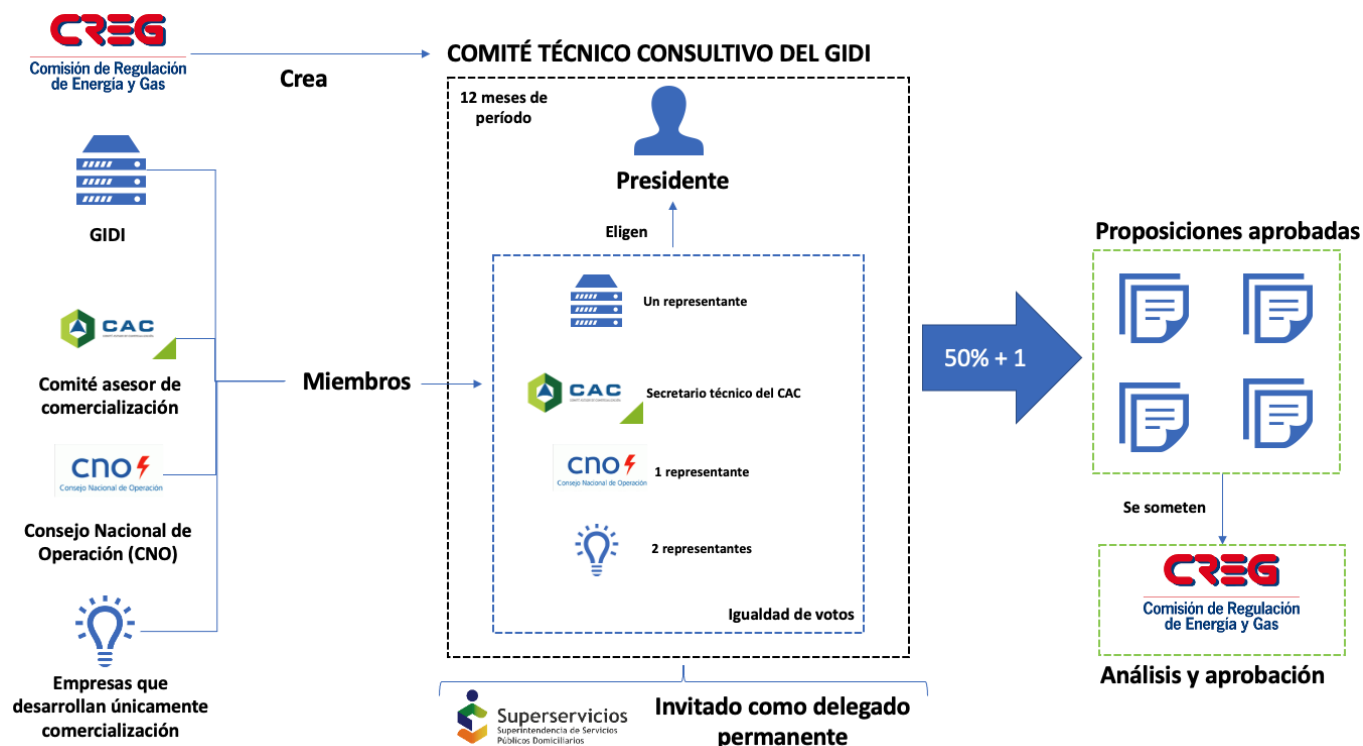 CREG
Comisión de Regulación
de Energía y Gas
Crea
COMITÉ TÉCNICO CONSULTIVO DEL GIDI
12 meses de
período
Presidente
Eligen
GIDI
CAC
Comité asesor de
comercialización
cno
Consejo Nacional de Operación
Consejo Nacional de
Operación (CNO)
Empresas que
desarrollan únicamente
comercialización
Miembros
Un representante
CAC
Secretario técnico del CAC
cno
Consejo Nacional de Operación
1 representante
2 representantes
Igualdad de votos
Superservicios
Superintendencia de Servicios
Públicos Domiciliarios
Invitado como delegado
permanente
50% + 1
Proposiciones aprobadas
Se someten
CREG
Comisión de Regulación
de Energía y Gas
Análisis y aprobación